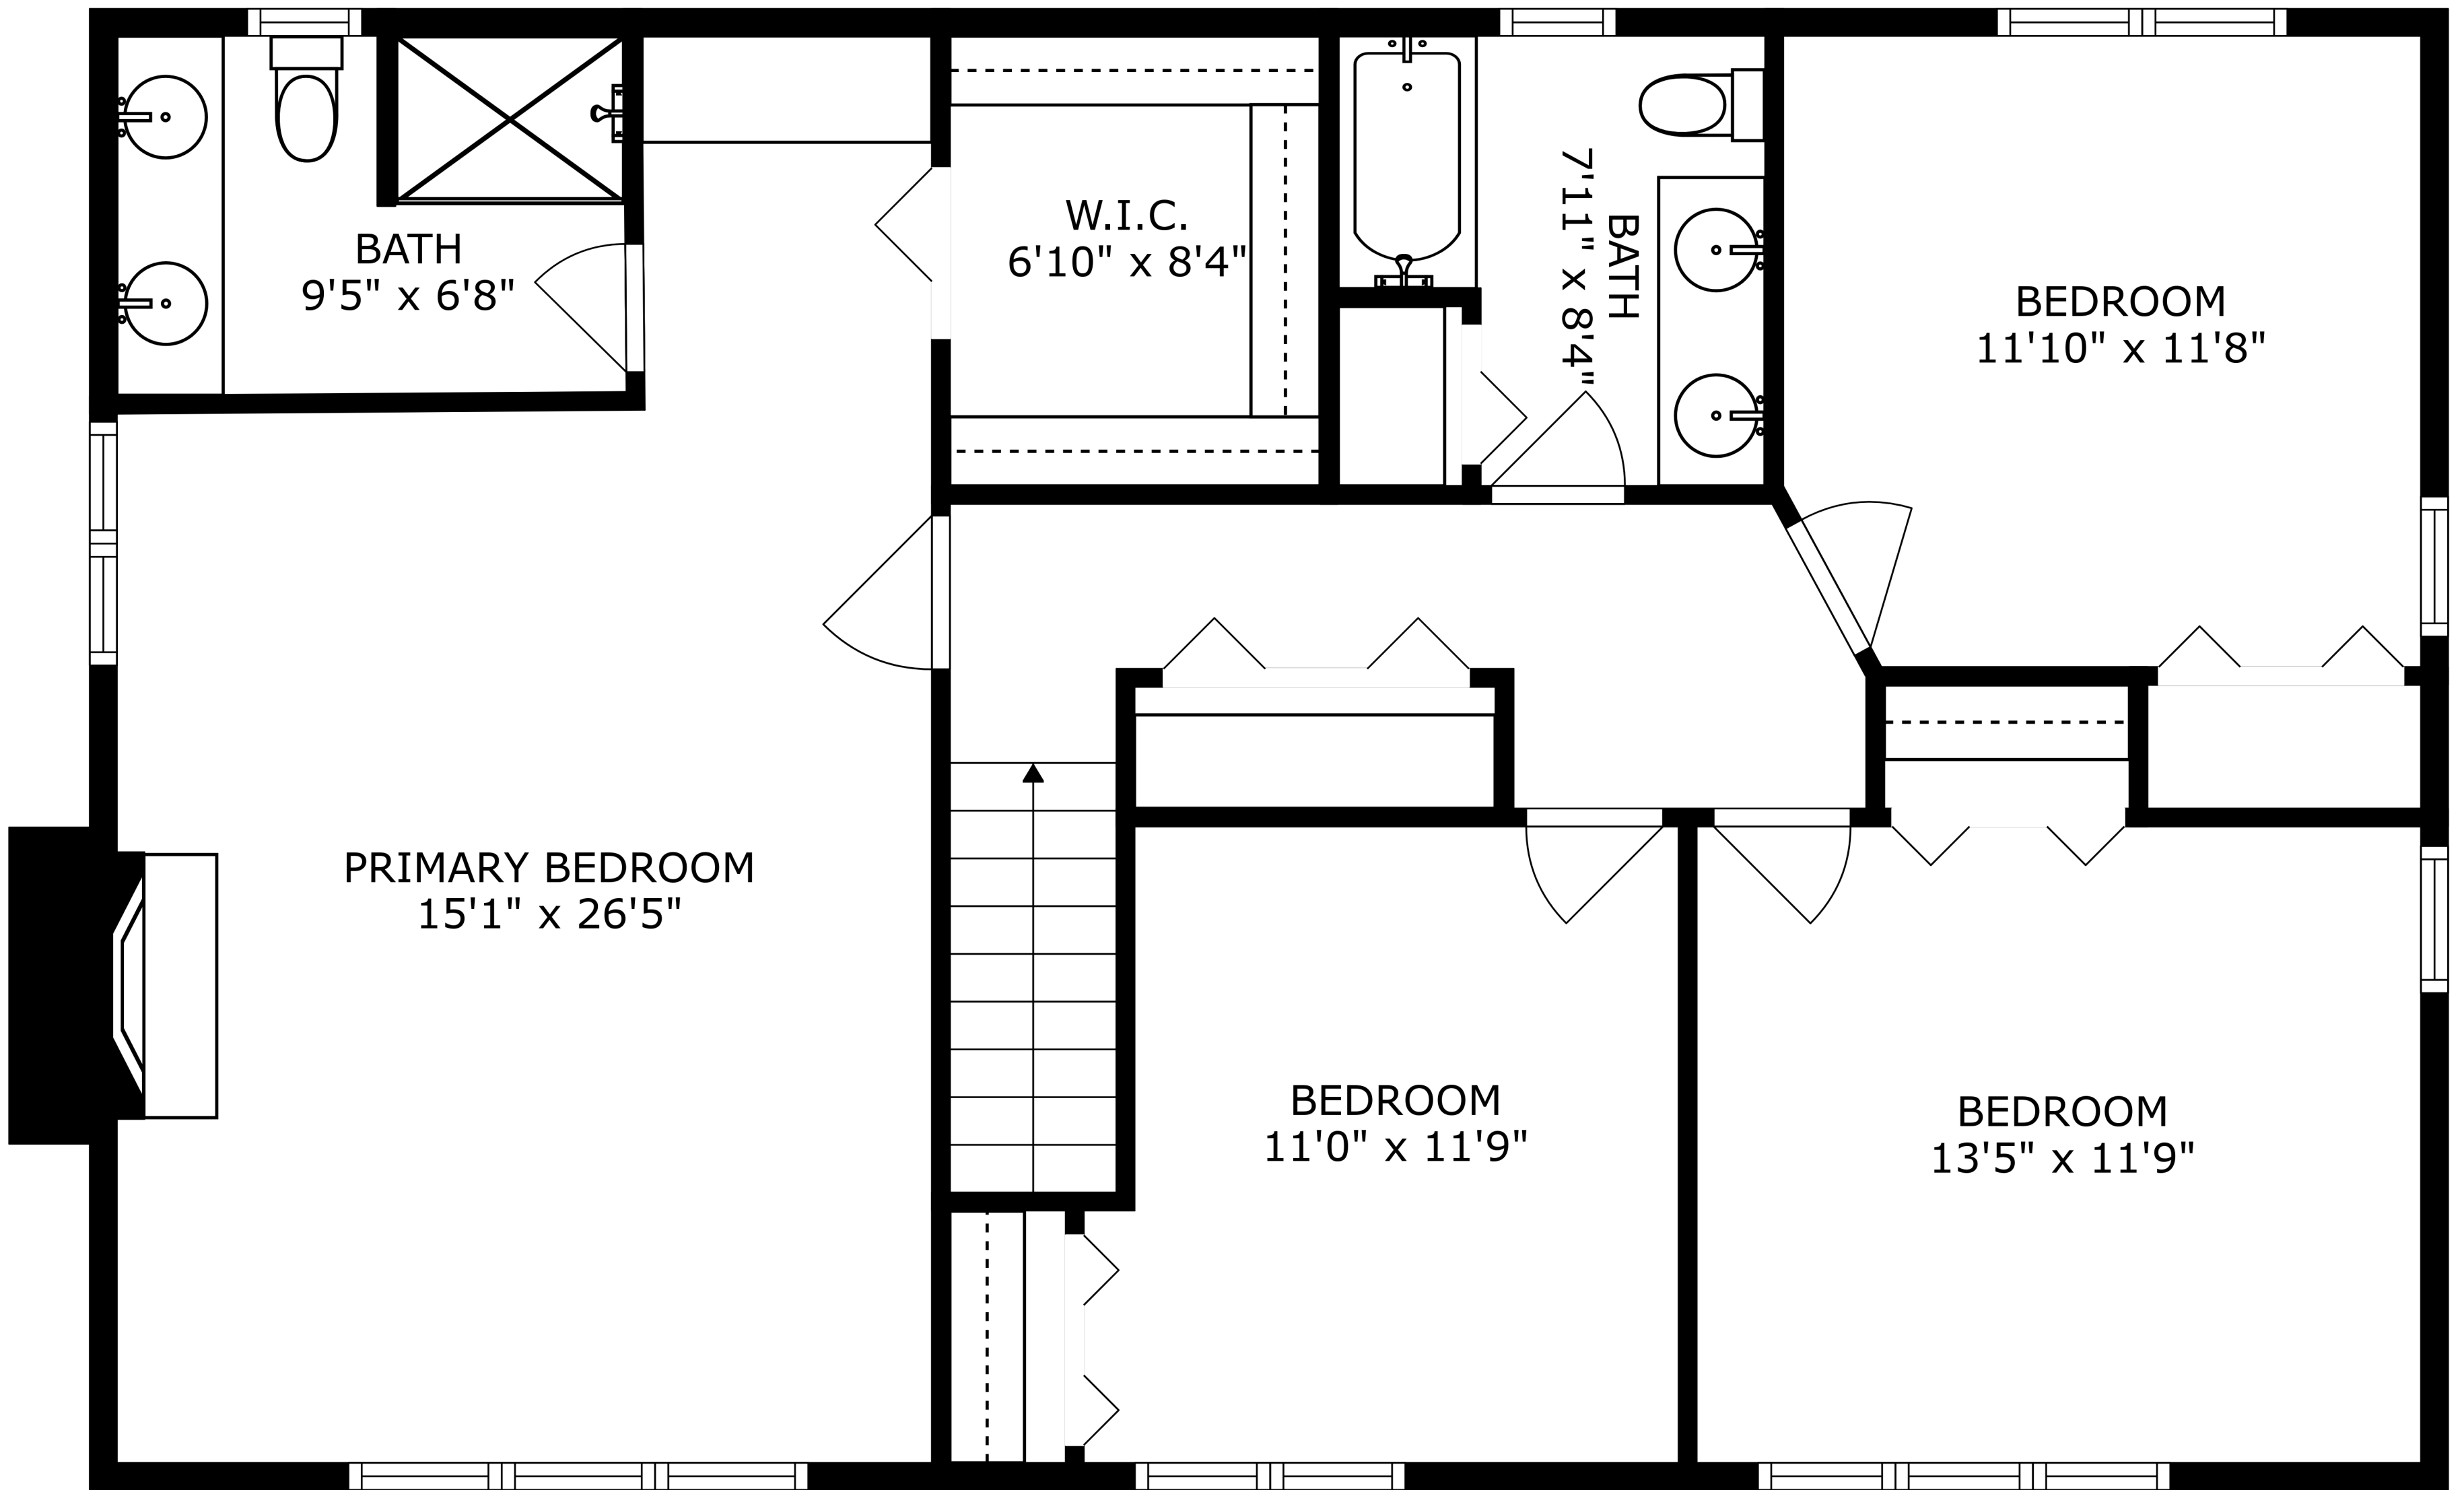 W.I.C.
6'10" x 8'4"
BATH
7'11" x 8'4"
BATH
9'5" x 6'8"
BEDROOM
11'10" x 11'8"
PRIMARY BEDROOM
15'1" x 26'5"
BEDROOM
11'0" x 11'9"
BEDROOM
13'5" x 11'9"